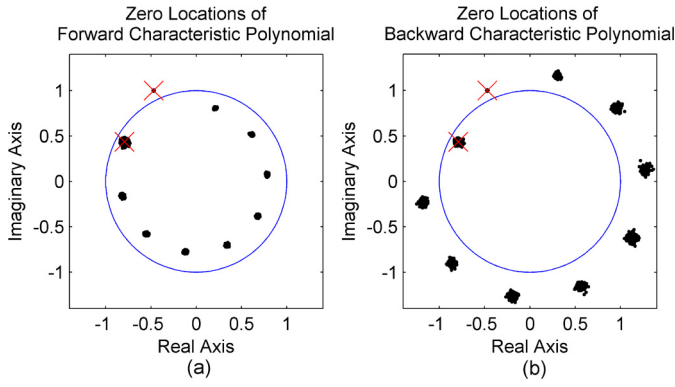 Zero Locations of
Forward Characteristic Polynomial
1
0.5
0
-0.5
-1
Imaginary Axis
-1 -0.5 0 0.5 1
Real Axis
(a)
Zero Locations of
Backward Characteristic Polynomial
1
0.5
0
-0.5
-1
Imaginary Axis
-1 -0.5 0 0.5 1
Real Axis
(b)